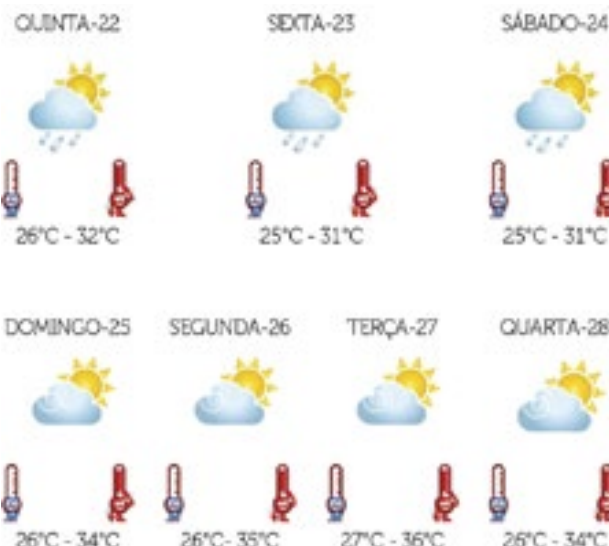 QUINTA-22 SEXTA-23 SÁBADO-24
26°C - 32°C 25°C - 31°C 25°C - 31°C
DOMINGO-25 SEGUNDA-26 TERÇA-27 QUARTA-28
26°C - 34°C 26°C- 35°C 27°C - 36°C 26°C - 34°C